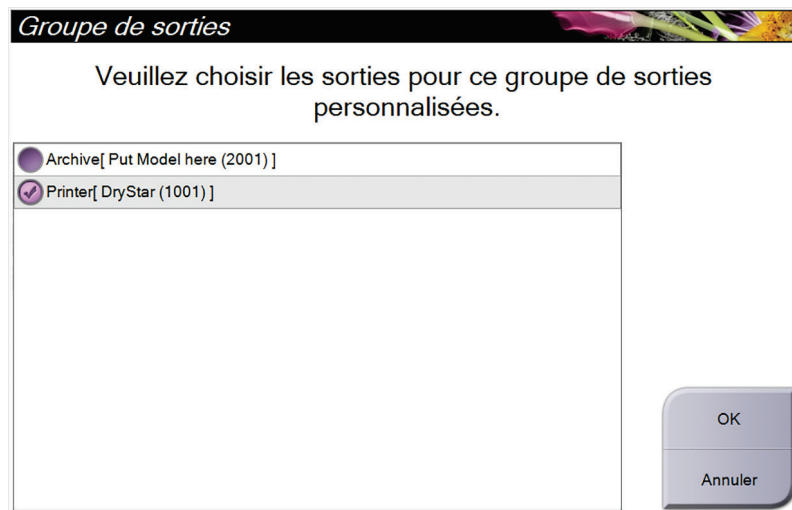 Groupe de sorties
Veuillez choisir les sorties pour ce groupe de sorties
personnalisées.
Archive[ Put Model here (2001) ]
Printer[ DryStar (1001) ]
OK
Annuler